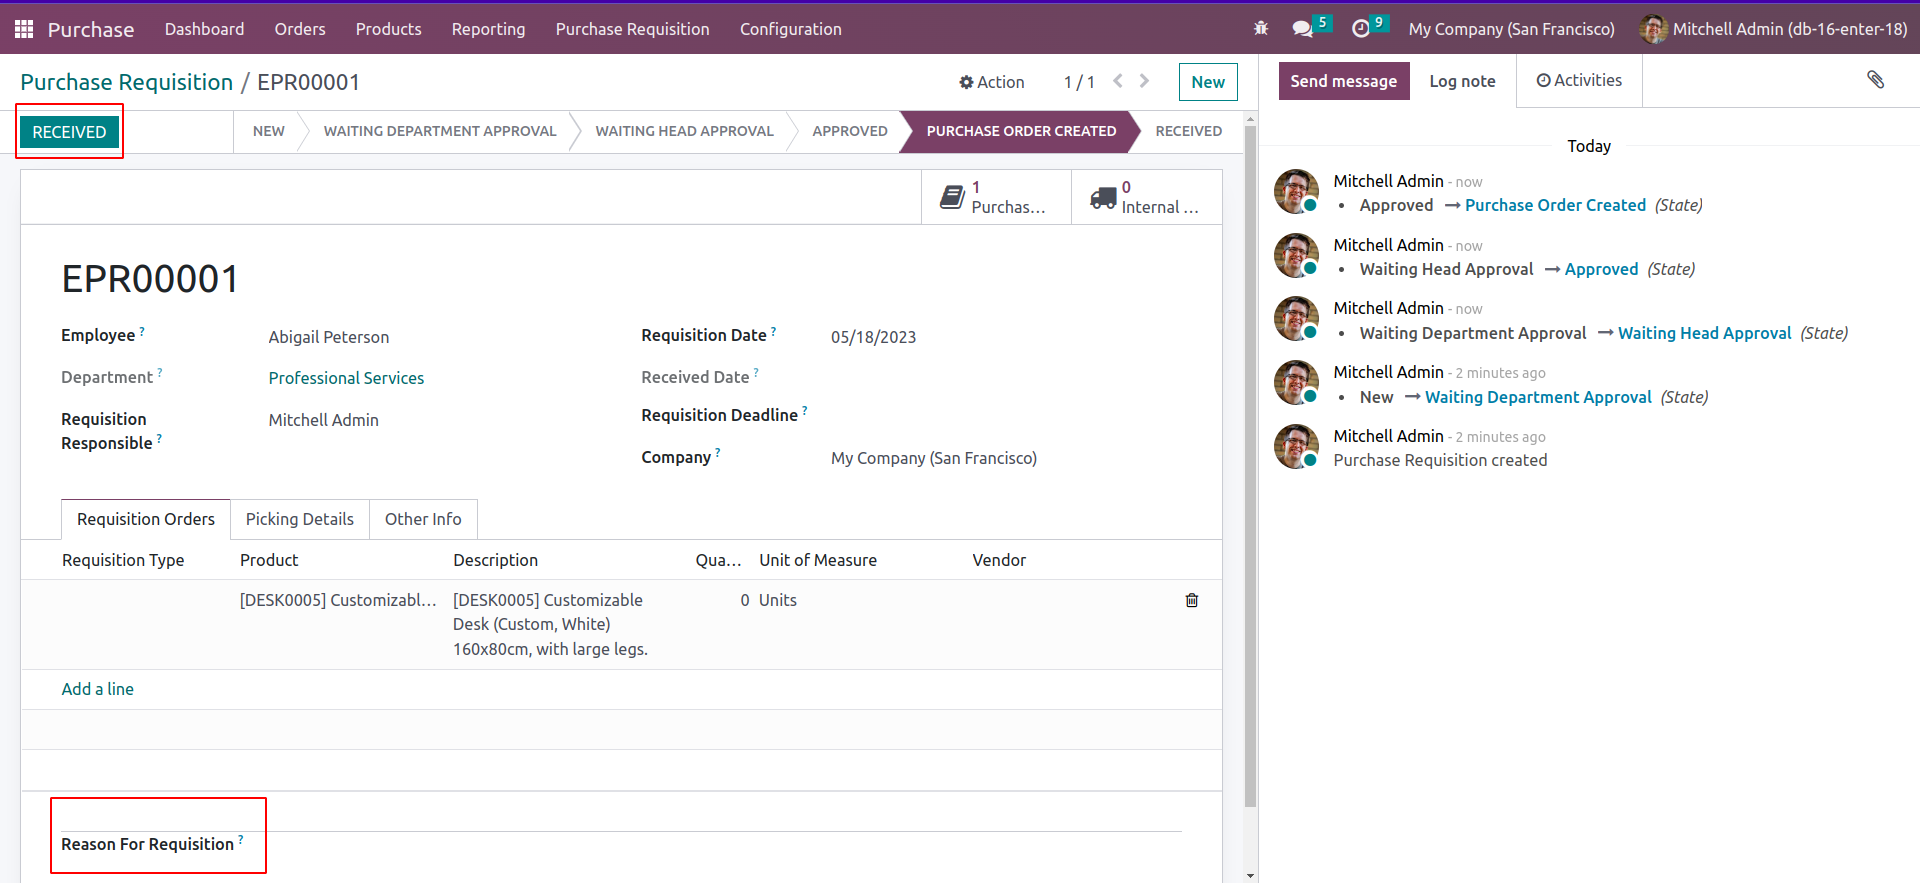 Purchase Dashboard Orders Products Reporting Purchase Requisition Configuration 5 9 My Company (San Francisco) Mitchell Admin (db-16-enter-18)
Purchase Requisition / EPR00001 Action 1 / 1 New
RECEIVED NEW WAITING DEPARTMENT APPROVAL WAITING HEAD APPROVAL APPROVED PURCHASE ORDER CREATED RECEIVED
1
Purchas...
0
Internal ...
EPR00001
Employee ? Abigail Peterson
Department ? Professional Services
Requisition
Responsible ? Mitchell Admin
Requisition Date ? 05/18/2023
Received Date ?
Requisition Deadline ?
Company ? My Company (San Francisco)
Requisition Orders Picking Details Other Info
Requisition Type Product Description Qua... Unit of Measure Vendor
[DESK0005] Customizabl... [DESK0005] Customizable 0 Units
Desk (Custom, White)
160x80cm, with large legs.
Add a line
Reason For Requisition ?
Send message Log note Activities
Today
Mitchell Admin - now
• Approved → Purchase Order Created (State)
Mitchell Admin - now
• Waiting Head Approval → Approved (State)
Mitchell Admin - now
• Waiting Department Approval → Waiting Head Approval (State)
Mitchell Admin - 2 minutes ago
• New → Waiting Department Approval (State)
Mitchell Admin - 2 minutes ago
Purchase Requisition created